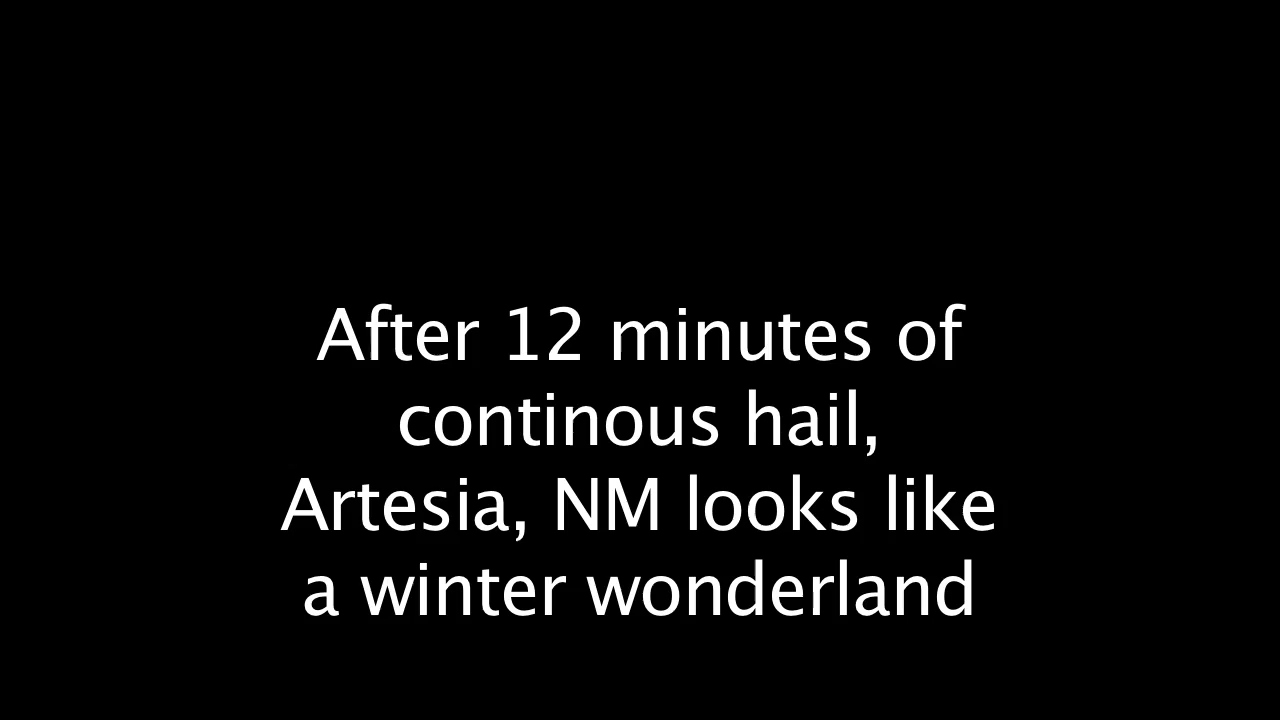 After 12 minutes of
continous hail,
Artesia, NM looks like
a winter wonderland